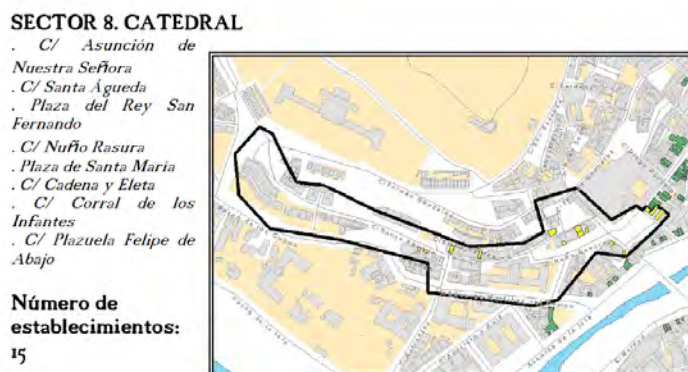 SECTOR 8. CATEDRAL
. C/ Asunción de
Nuestra Señora
. C/ Santa Águeda
. Plaza del Rey San
Fernando
. C/ Nuño Rasura
. Plaza de Santa María
. C/ Cadena y Eleta
. C/ Corral de los
Infantes
. C/ Plazuela Felipe de
Abajo
Número de
establecimientos:
15